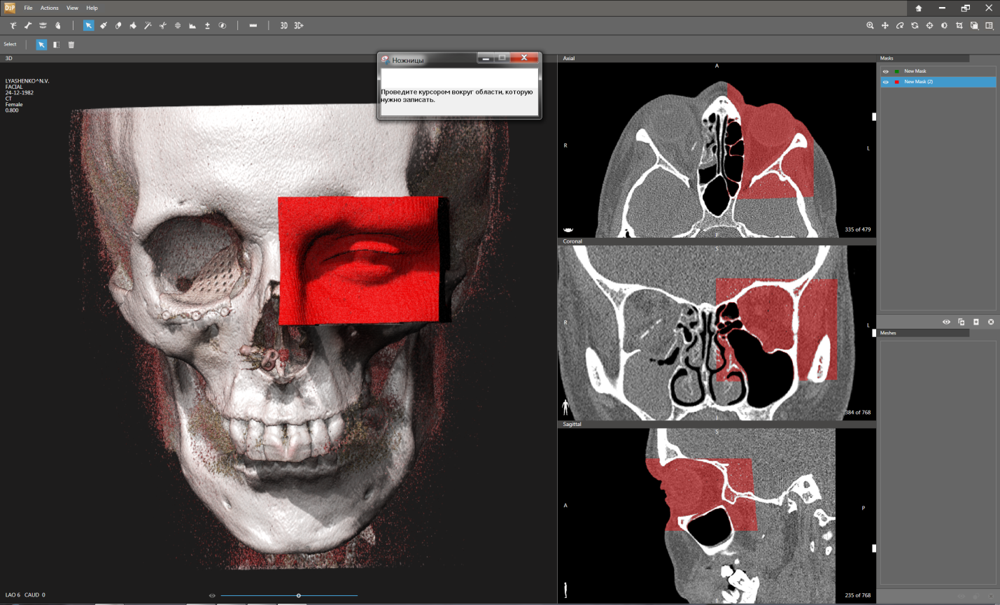 D2P File Actions View Help
3D 3D+
Select
3D
LYASHENKO^N.V.
FACIAL
24-12-1982
CT
Female
0.800
Ножницы
Проведите курсором вокруг области, которую
нужно записать.
LAO 6 CAUD 0
Axial
A
R
L
P
335 of 479
Coronal
S
R
L
I
384 of 768
Sagittal
S
A
P
I
235 of 768
Masks
New Mask
New Mask (2)
Meshes